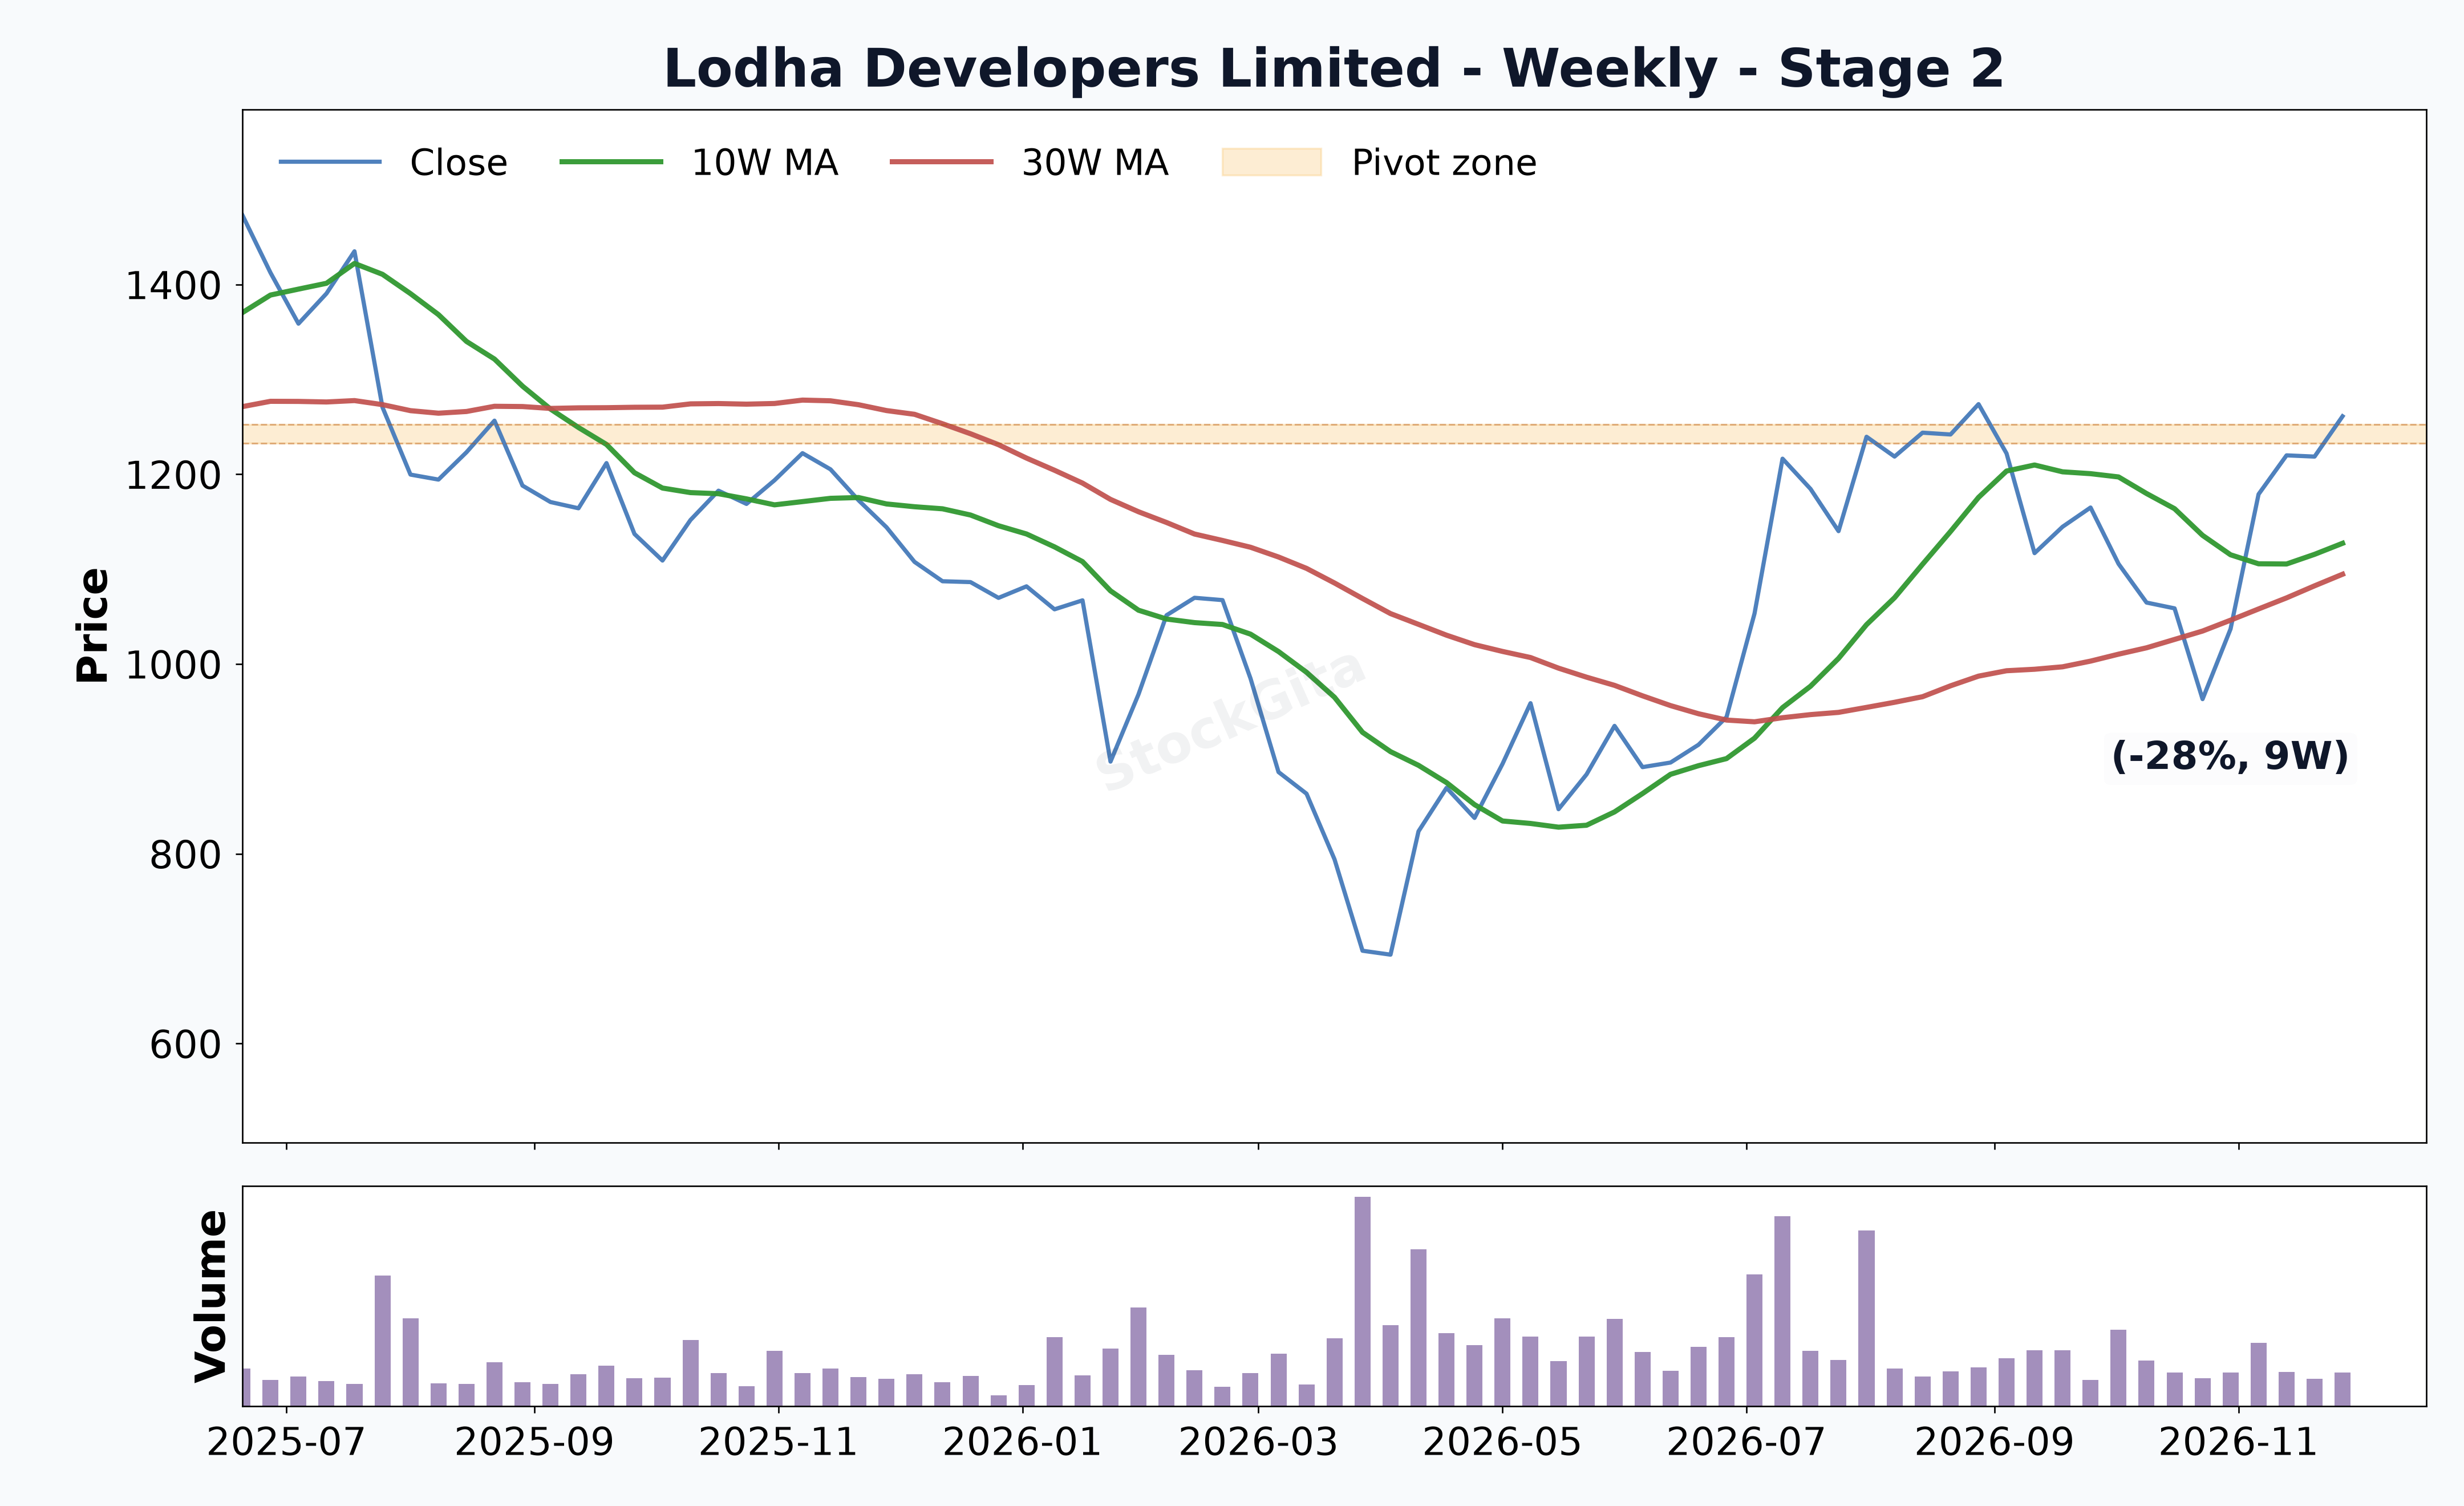 Lodha Developers Limited - Weekly - Stage 2
Close
10W MA
30W MA
Pivot zone
Price
1400
1200
1000
800
600
StockGita
(-28%, 9W)
Volume
2025-07
2025-09
2025-11
2026-01
2026-03
2026-05
2026-07
2026-09
2026-11